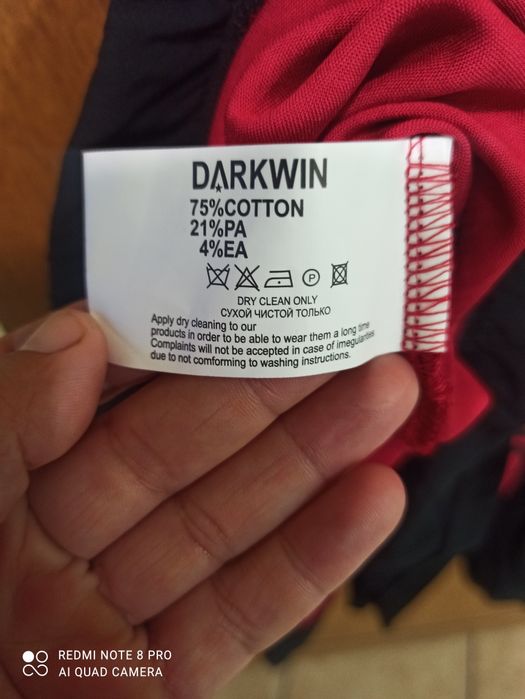 DARKWIN
75%COTTON
21%PA
4%EA
P
DRY CLEAN ONLY
СУХОЙ ЧИСТОЙ ТОЛЬКО
Apply dry cleaning to our
products in order to be able to wear them a long time
Complaints will not be accepted in case of irregularities
due to not comforming to washing instructions.
REDMI NOTE 8 PRO
AI QUAD CAMERA